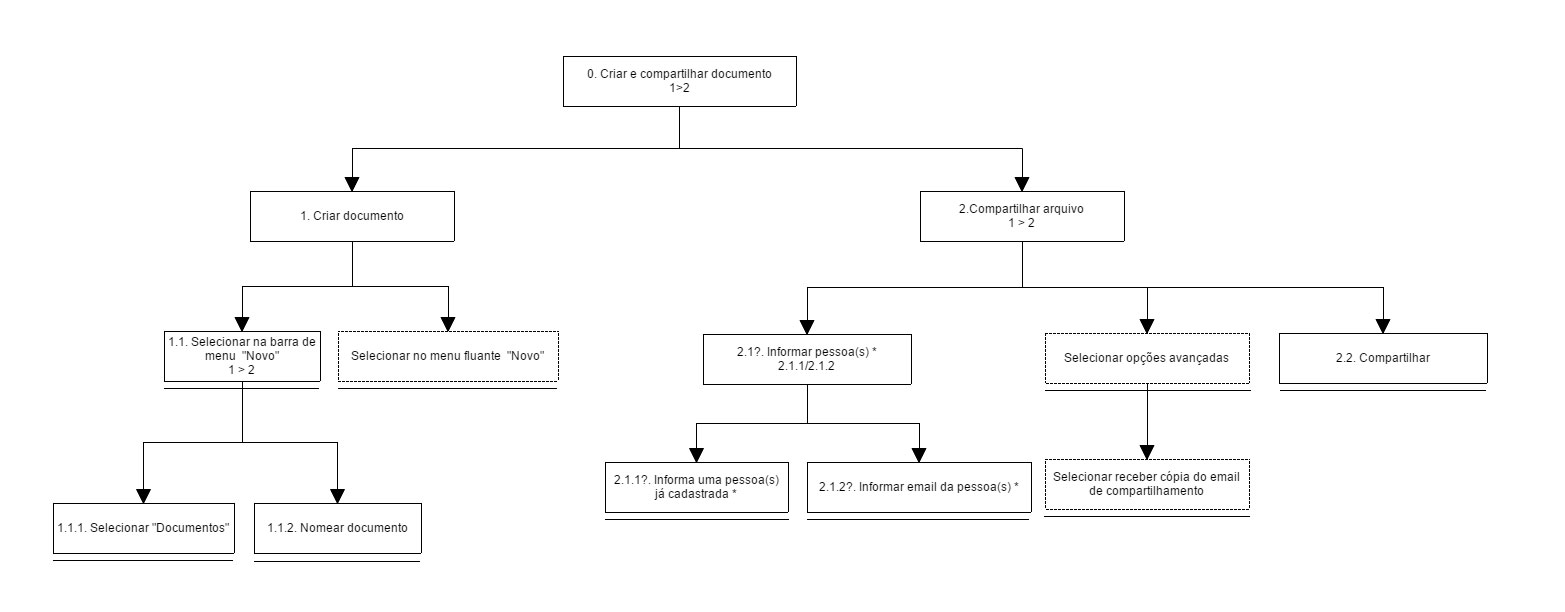 0. Criar e compartilhar documento
1>2
1. Criar documento
2.Compartilhar arquivo
1 > 2
1.1. Selecionar na barra de
menu "Novo"
1 > 2
Selecionar no menu fluante "Novo"
2.1?. Informar pessoa(s) *
2.1.1/2.1.2
Selecionar opções avançadas
2.2. Compartilhar
2.1.1?. Informa uma pessoa(s)
já cadastrada *
2.1.2?. Informar email da pessoa(s) *
Selecionar receber cópia do email
de compartilhamento
1.1.1. Selecionar "Documentos"
1.1.2. Nomear documento